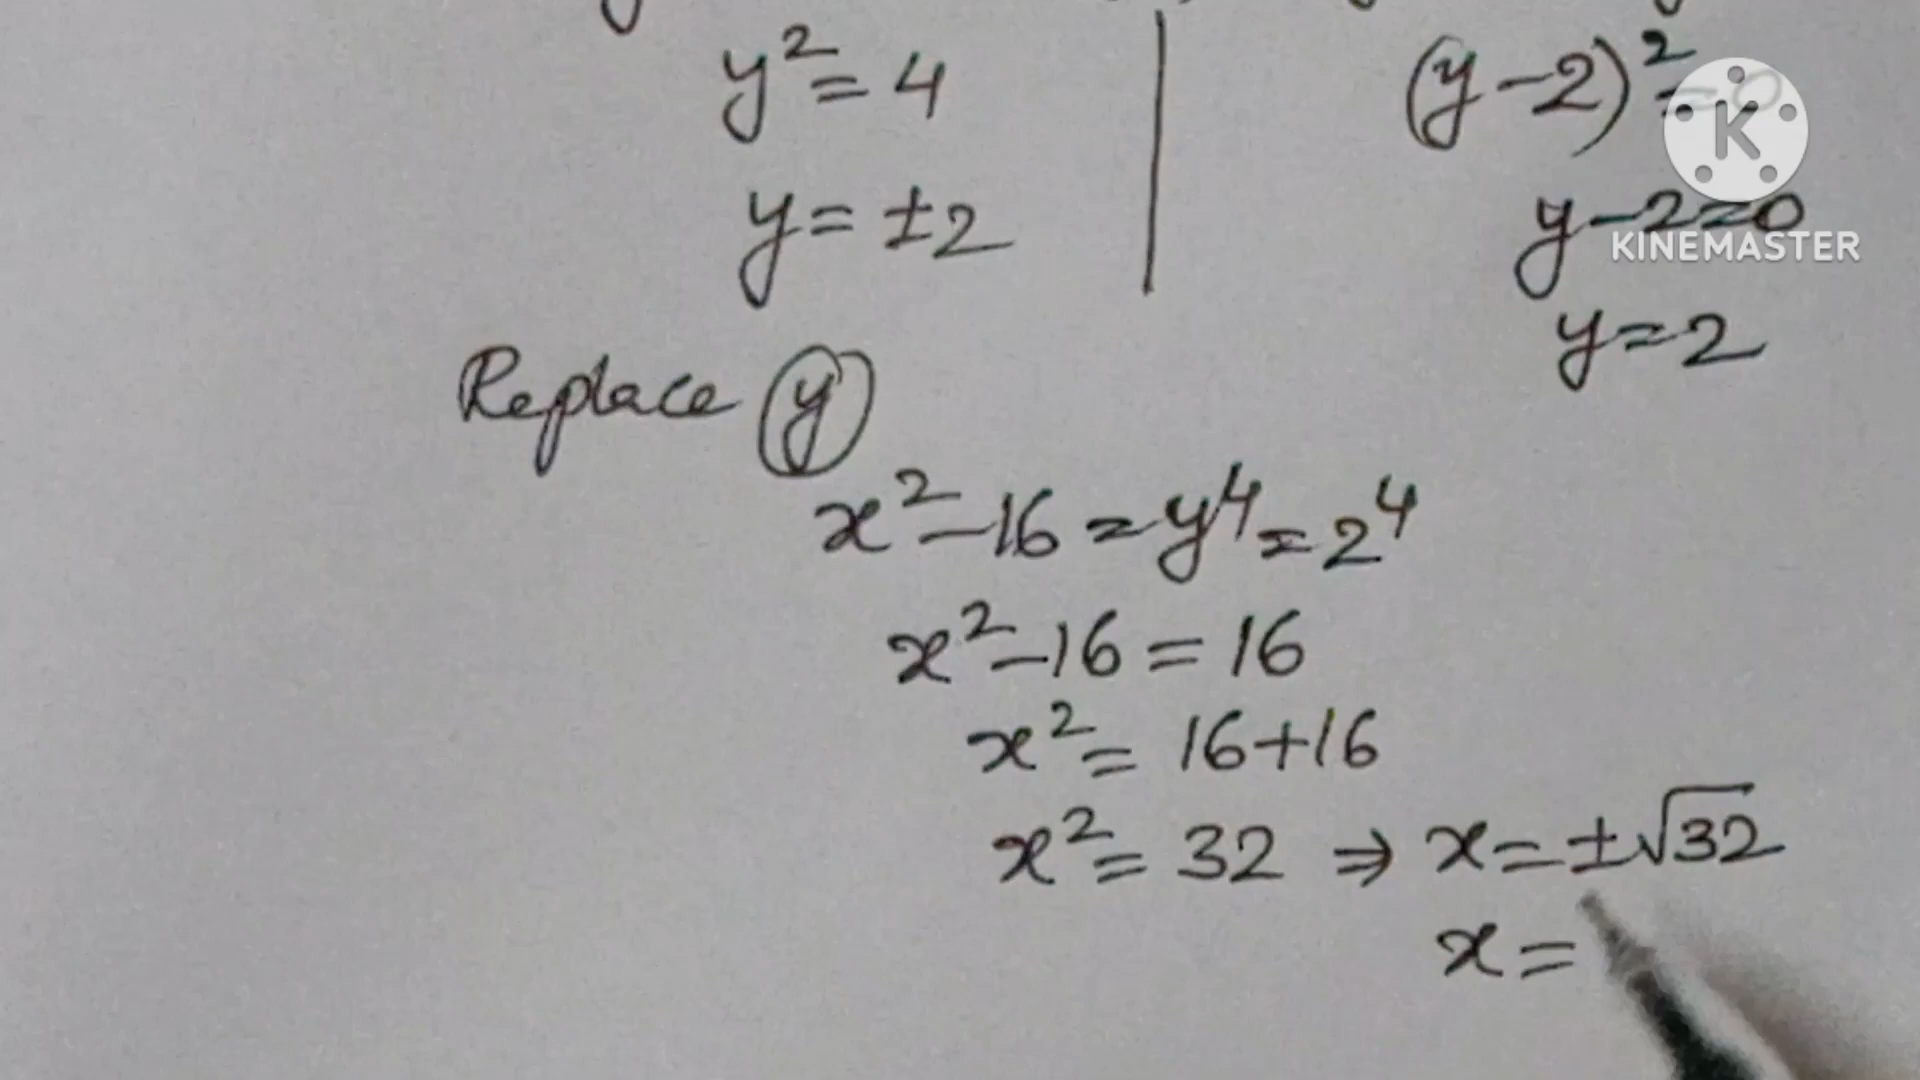 y² = 4
(y-2)² = 0
y = ±2
y-2=0
KINEMASTER
y=2
Replace y
x²-16 = y⁴ = 2⁴
x²-16 = 16
x² = 16+16
x² = 32 ⇒ x = ±√32
x =